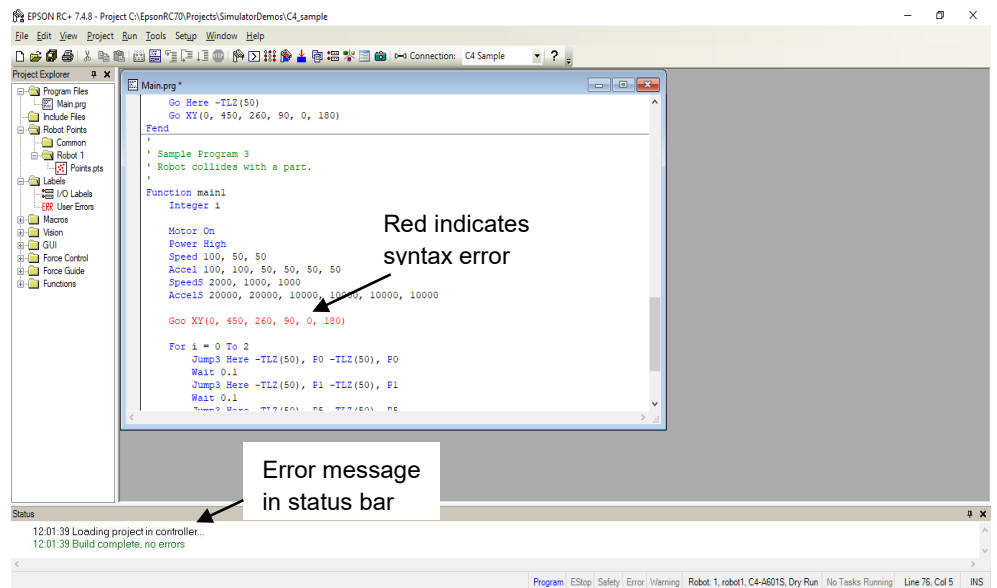 EPSON RC+ 7.4.8 - Project C:\EpsonRC70\Projects\SimulatorDemos\C4_sample
File Edit View Project Run Tools Setup Window Help
Connection: C4 Sample
Project Explorer
Program Files
Main.prg
Include Files
Robot Points
Common
Robot 1
Points.pts
Labels
I/O Labels
ERR User Errors
Macros
Vision
GUI
Force Control
Force Guide
Functions
Main.prg *
Go Here -TLZ(50)
Go XY(0, 450, 260, 90, 0, 180)
Fend
'
' Sample Program 3
' Robot collides with a part.
'
Function main1
Integer i
Motor On
Power High
Speed 100, 50, 50
Accel 100, 100, 50, 50, 50, 50
SpeedS 2000, 1000, 1000
AccelS 20000, 20000, 10000, 10000, 10000, 10000
Goo XY(0, 450, 260, 90, 0, 180)
For i = 0 To 2
Jump3 Here -TLZ(50), P0 -TLZ(50), P0
Wait 0.1
Jump3 Here -TLZ(50), P1 -TLZ(50), P1
Wait 0.1
Jump3 Here -TLZ(50), P5 -TLZ(50), P5
Red indicates
syntax error
Error message
in status bar
Status
12:01:39 Loading project in controller...
12:01:39 Build complete, no errors
Program EStop Safety Error Warning Robot: 1, robot1, C4-A601S, Dry Run No Tasks Running Line 76, Col 5 INS